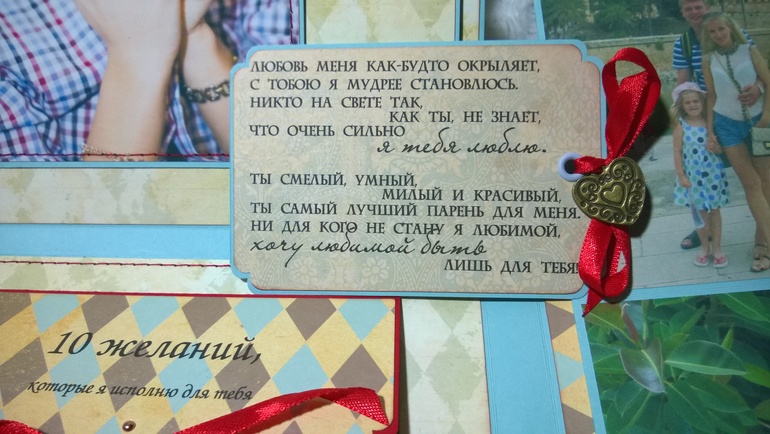 ЛЮБОВЬ МЕНЯ КАК-БУДТО ОКРЫЛЯЕТ,
С ТОБОЮ Я МУДРЕЕ СТАНОВЛЮСЬ.
НИКТО НА СВЕТЕ ТАК,
КАК ТЫ, НЕ ЗНАЕТ,
ЧТО ОЧЕНЬ СИЛЬНО
я тебя люблю.
ТЫ СМЕЛЫЙ, УМНЫЙ,
МИЛЫЙ И КРАСИВЫЙ,
ТЫ САМЫЙ ЛУЧШИЙ ПАРЕНЬ ДЛЯ МЕНЯ.
НИ ДЛЯ КОГО НЕ СТАНУ Я ЛЮБИМОЙ,
хочу любимой быть
ЛИШЬ ДЛЯ ТЕБЯ!
10 желаний,
которые я исполню для тебя